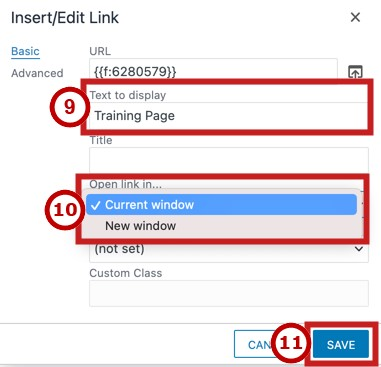 Insert/Edit Link
Basic
URL
Advanced
{{f:6280579}}
Text to display
9
Training Page
Title
Open link in...
10
✓ Current window
New window
(not set)
Custom Class
11
SAVE